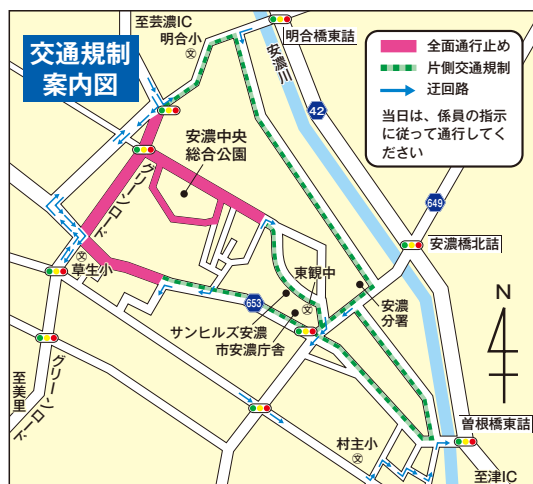 至芸濃IC
明合小
文
明合橋東詰
交通規制
案内図
安濃川
全面通行止め
片側交通規制
迂回路
当日は、係員の指示
に従って通行してく
ださい
42
安濃中央
総合公園
649
グリーンロード
安濃橋北詰
文
草生小
東観中
文
653
安濃
分署
サンヒルズ安濃
市安濃庁舎
N
至美里
グリーンロード
曽根橋東詰
村主小
文
至津IC